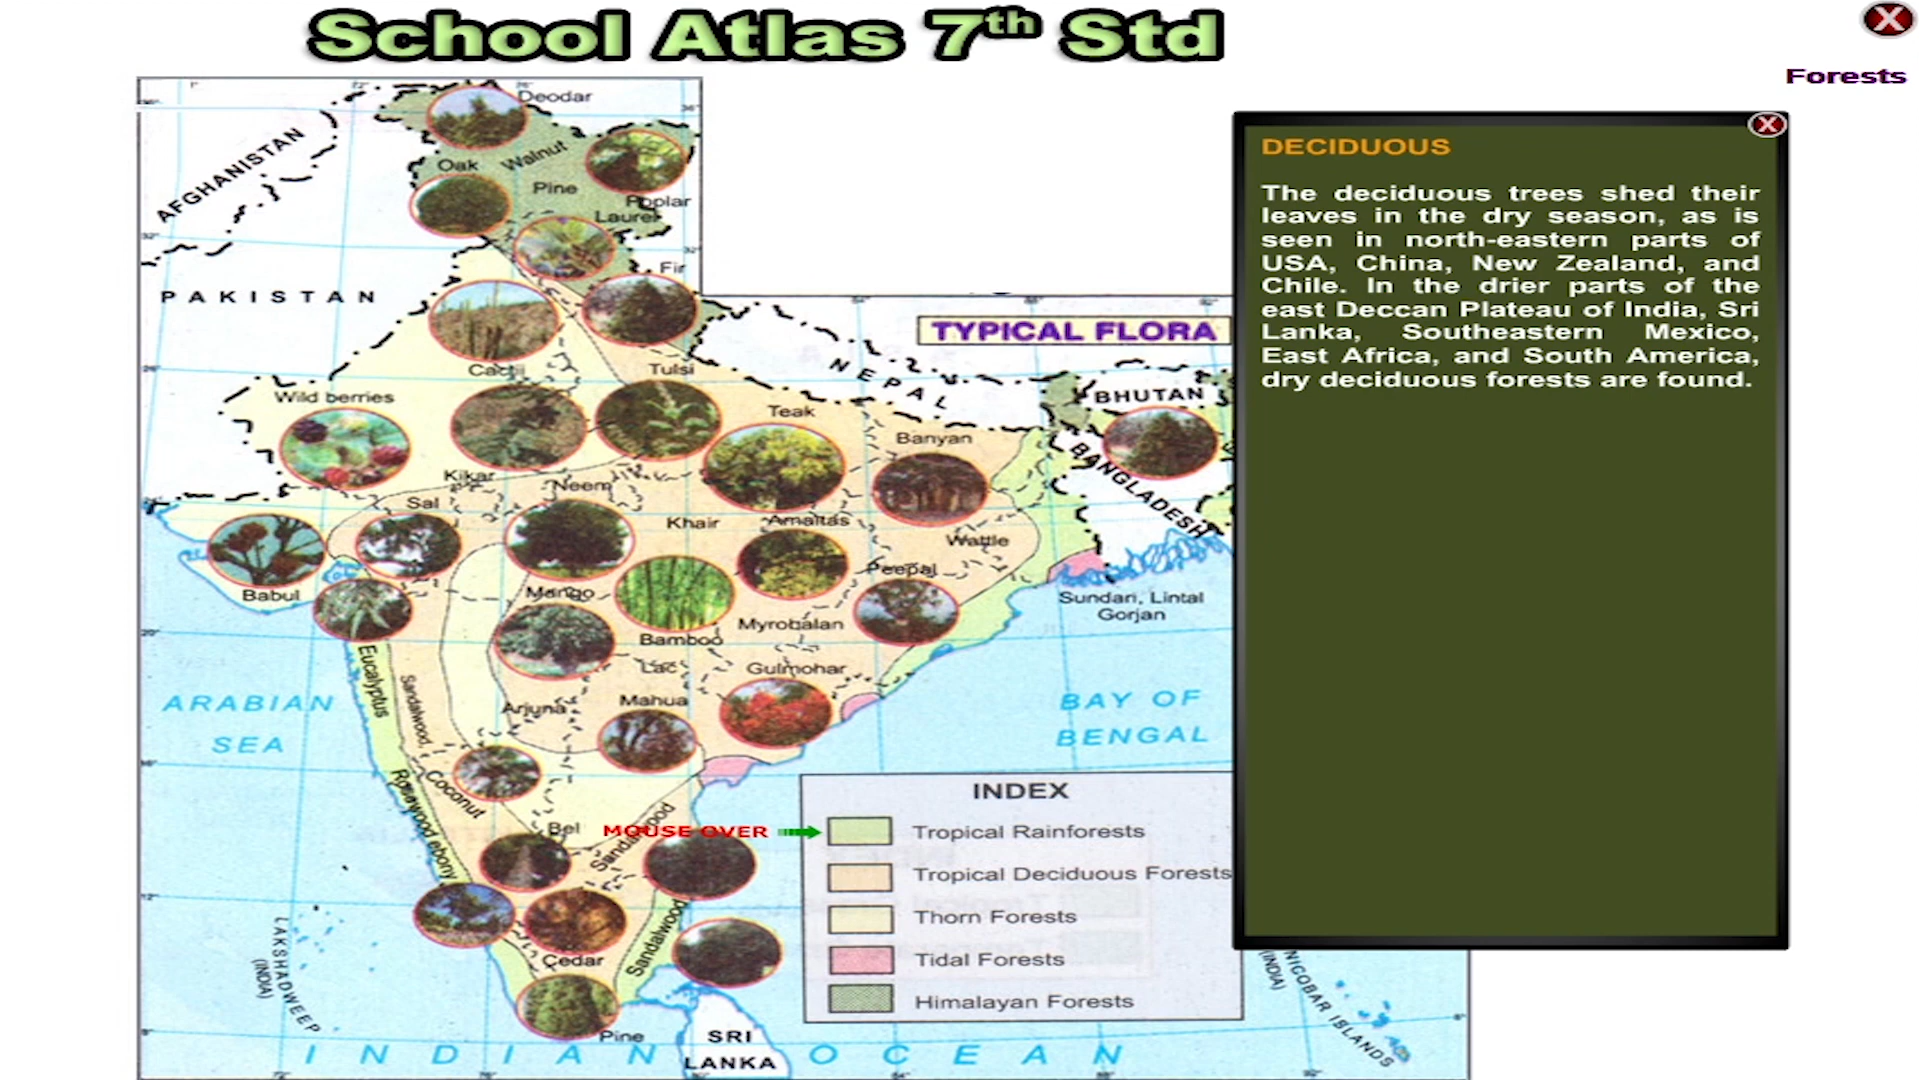 School Atlas 7th Std
Forests
DECIDUOUS
The deciduous trees shed their
leaves in the dry season, as is
seen in north-eastern parts of
USA, China, New Zealand, and
Chile. In the drier parts of the
east Deccan Plateau of India, Sri
Lanka, Southeastern Mexico,
East Africa, and South America,
dry deciduous forests are found.
TYPICAL FLORA
AFGHANISTAN
PAKISTAN
NEPAL
BHUTAN
BANGLADESH
Deodar
Oak
Walnut
Pine
Poplar
Laurel
Fir
Cactii
Tulsi
Wild berries
Teak
Banyan
Kikar
Neem
Sal
Khair
Amaltas
Wattle
Peepal
Babul
Mango
Bamboo
Myrobalan
Sundari, Lintal
Gorjan
Lac
Gulmohar
Eucalyptus
Sandalwood,
Arjuna
Mahua
ARABIAN
SEA
BAY OF
BENGAL
Rosewood ebony
Coconut
Bel
Sandalwood
MOUSE OVER
INDEX
Tropical Rainforests
Tropical Deciduous Forests
Thorn Forests
Tidal Forests
Himalayan Forests
Sandalwood
Cedar
Pine
LAKSHADWEEP
(INDIA)
NICOBAR ISLANDS
(INDIA)
SRI
LANKA
INDIAN OCEAN